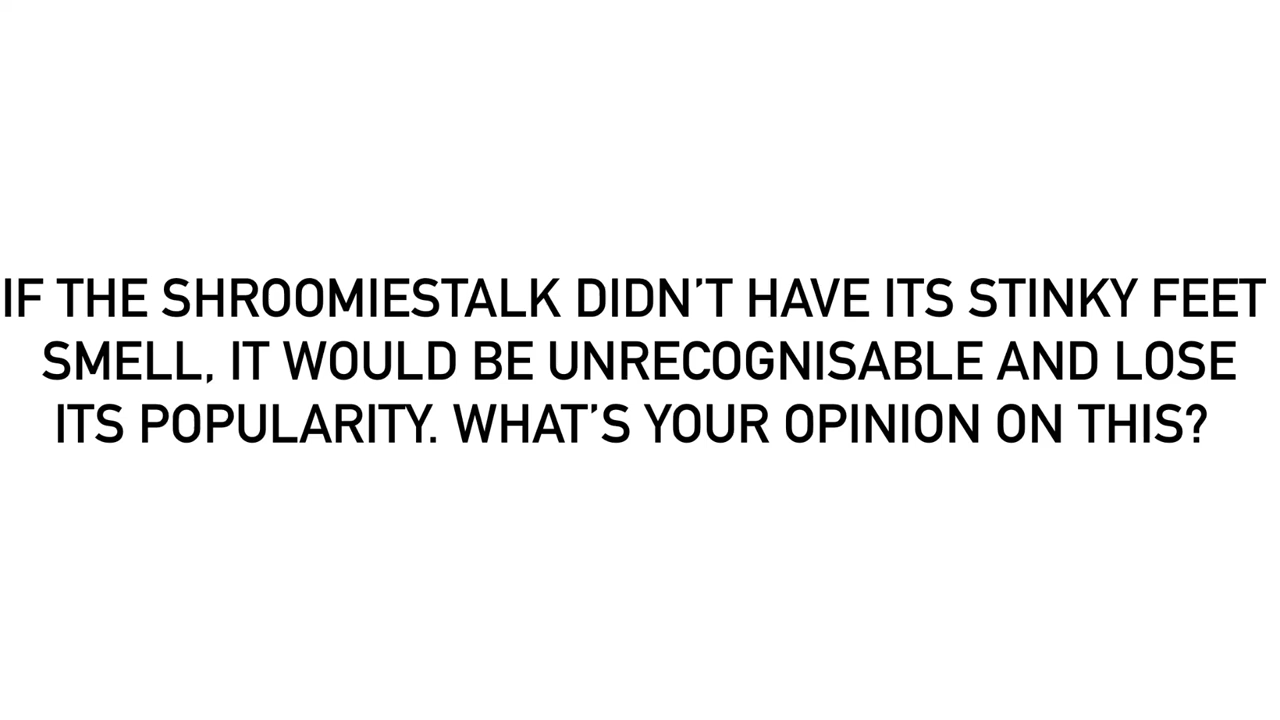 IF THE SHROOMIESTALK DIDN'T HAVE ITS STINKY FEET
SMELL, IT WOULD BE UNRECOGNISABLE AND LOSE
ITS POPULARITY. WHAT'S YOUR OPINION ON THIS?